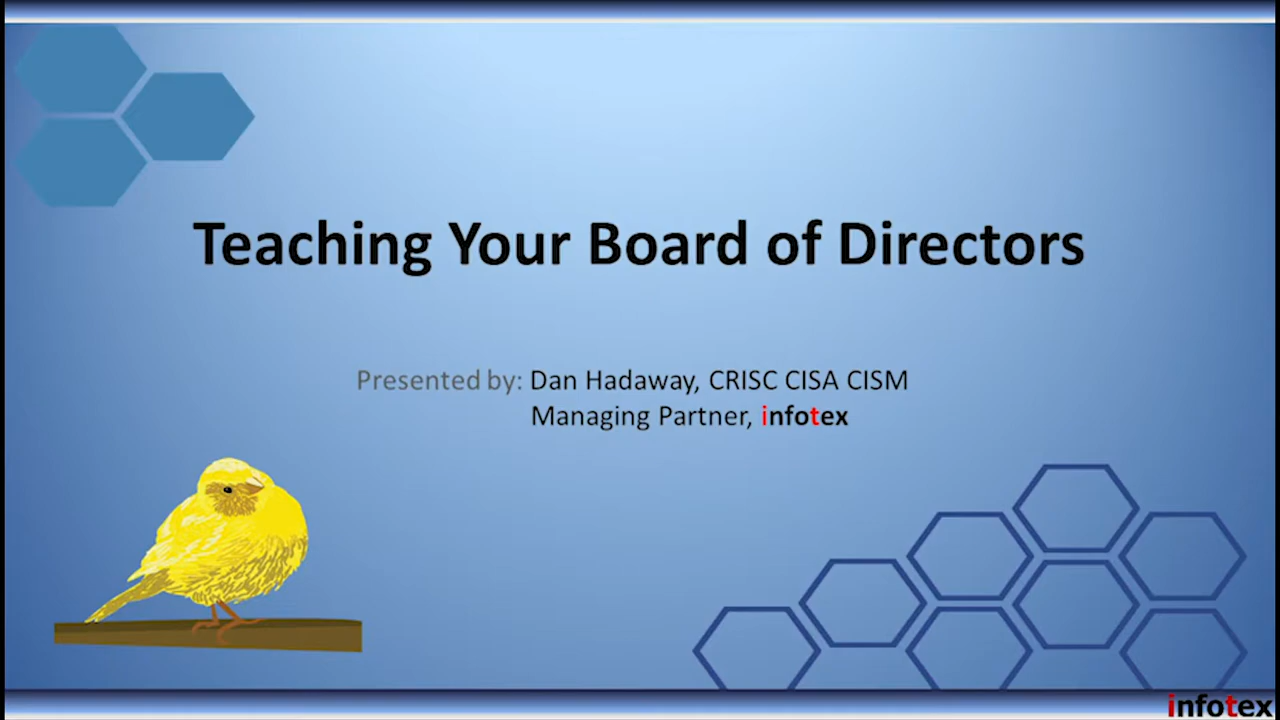 Teaching Your Board of Directors
Presented by: Dan Hadaway, CRISC CISA CISM
Managing Partner, infotex
infotex